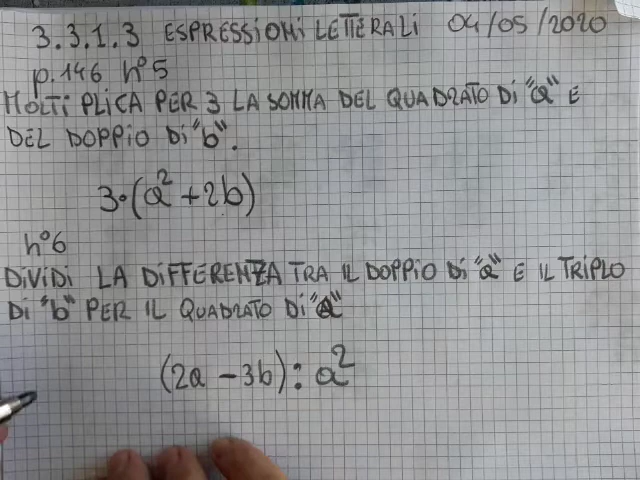 3.3.1.3 ESPRESSIONI LETTERALI 04/05/2020
p.146 n°5
MOLTIPLICA PER 3 LA SOMMA DEL QUADRATO Di "a" E
DEL DOPPIO Di "b".
3•(a²+2b)
n°6
DiViDi LA DiFFERENZA TRA IL DOPPIO Di "a" E IL TRIPLO
Di "b" PER IL QUADRATO Di "a"
(2a-3b):a²